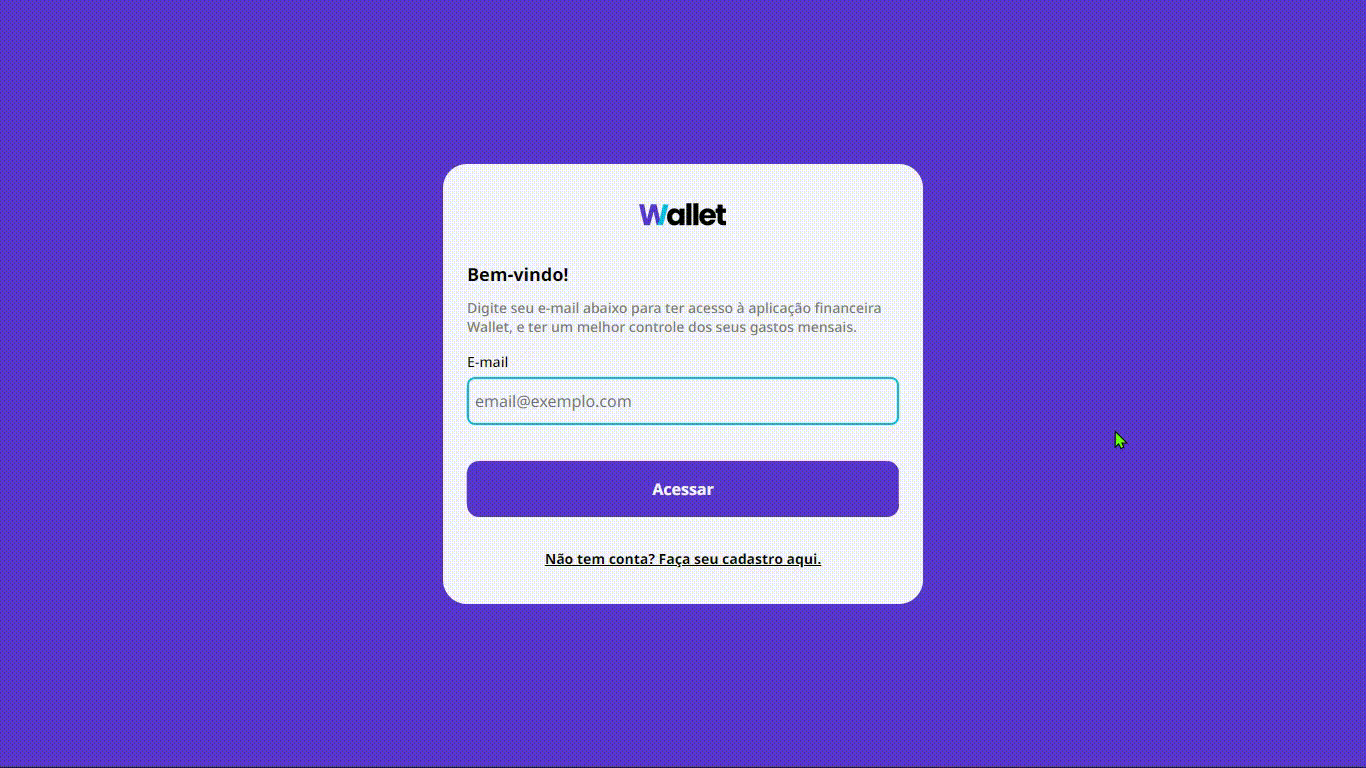 Wallet
Bem-vindo!
Digite seu e-mail abaixo para ter acesso à aplicação financeira
Wallet, e ter um melhor controle dos seus gastos mensais.
E-mail
email@exemplo.com
Acessar
Não tem conta? Faça seu cadastro aqui.